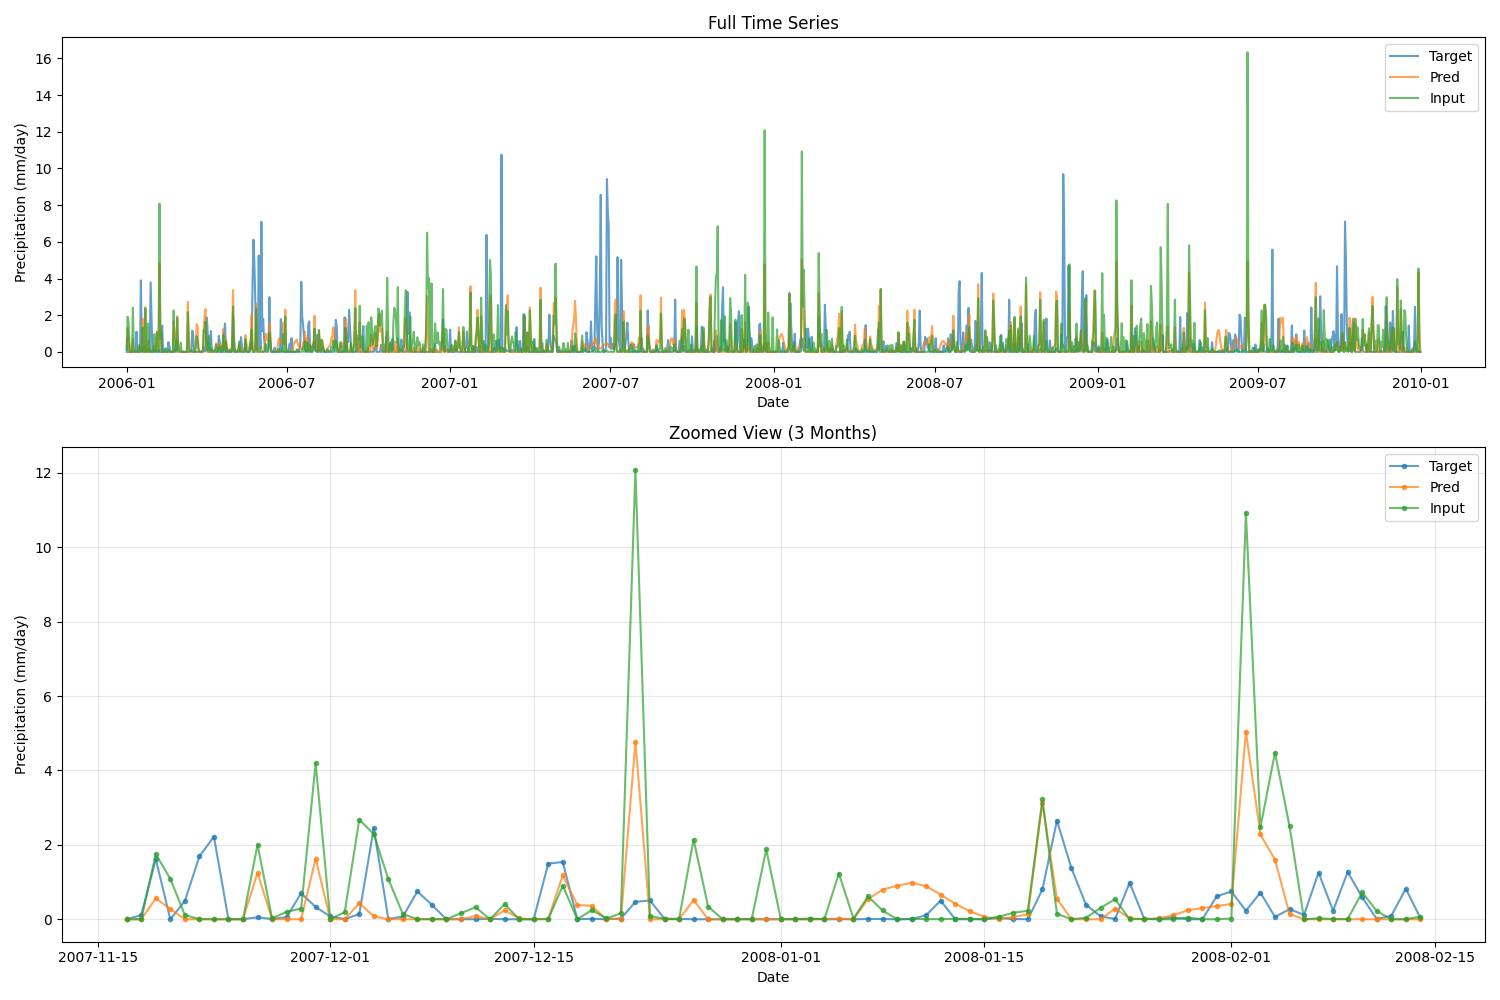 Full Time Series
Precipitation (mm/day)
16
14
12
10
8
6
4
2
0
Target
Pred
Input
2006-01
2006-07
2007-01
2007-07
2008-01
2008-07
2009-01
2009-07
2010-01
Date
Zoomed View (3 Months)
Precipitation (mm/day)
12
10
8
6
4
2
0
Target
Pred
Input
2007-11-15
2007-12-01
2007-12-15
2008-01-01
2008-01-15
2008-02-01
2008-02-15
Date